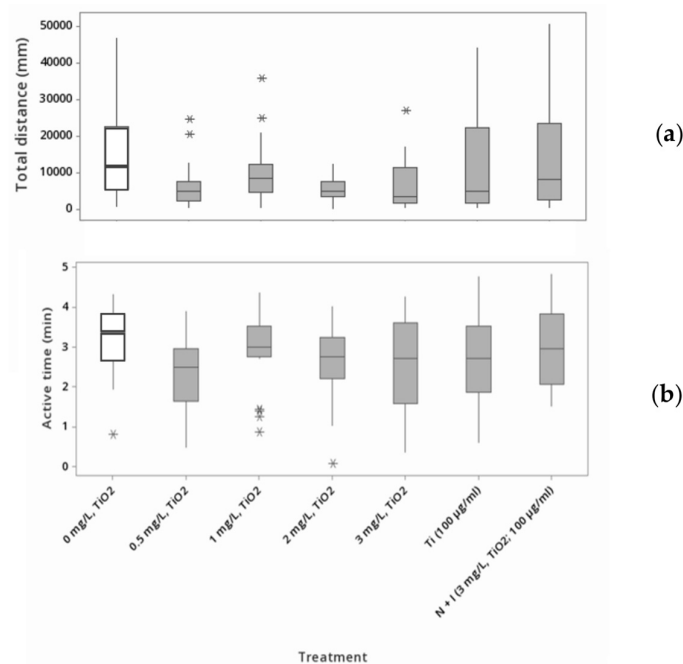 50000
40000
30000
20000
10000
0
Total distance (mm)
(a)
5
4
3
2
1
0
Active time (min)
(b)
0 mg/L, TiO2
0.5 mg/L, TiO2
1 mg/L, TiO2
2 mg/L, TiO2
3 mg/L, TiO2
Ti (100 µg/ml)
N + I (3 mg/L, TiO2; 100 µg/ml)
Treatment